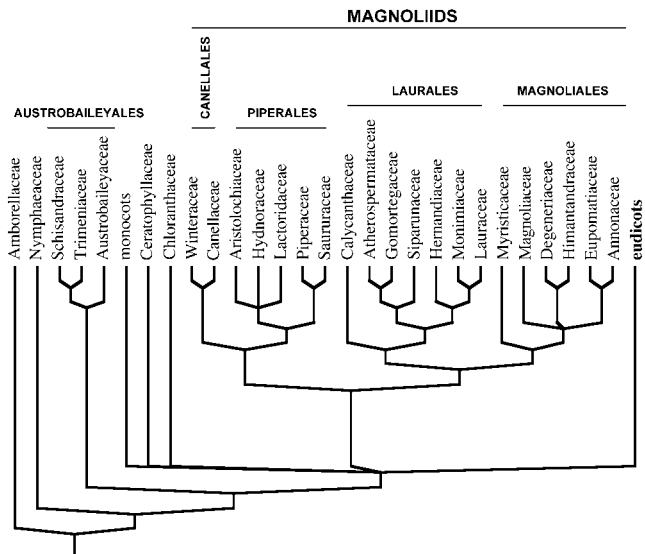 MAGNOLIIDS
CANELLALES
LAURALES
MAGNOLIALES
AUSTROBAILEYALES
PIPERALES
Amborellaceae
Nymphaeaceae
Schisandraceae
Trimeniaceae
Austrobaileyaceae
monocots
Ceratophyllaceae
Chloranthaceae
Winteraceae
Canellaceae
Aristolochiaceae
Hydnoraceae
Lactoridaceae
Piperaceae
Saururaceae
Calycanthaceae
Atherospermataceae
Gomortegaceae
Siparunaceae
Hernandiaceae
Monimiaceae
Lauraceae
Myristicaceae
Magnoliaceae
Degeneriaceae
Himantandraceae
Eupomatiaceae
Annonaceae
eudicots